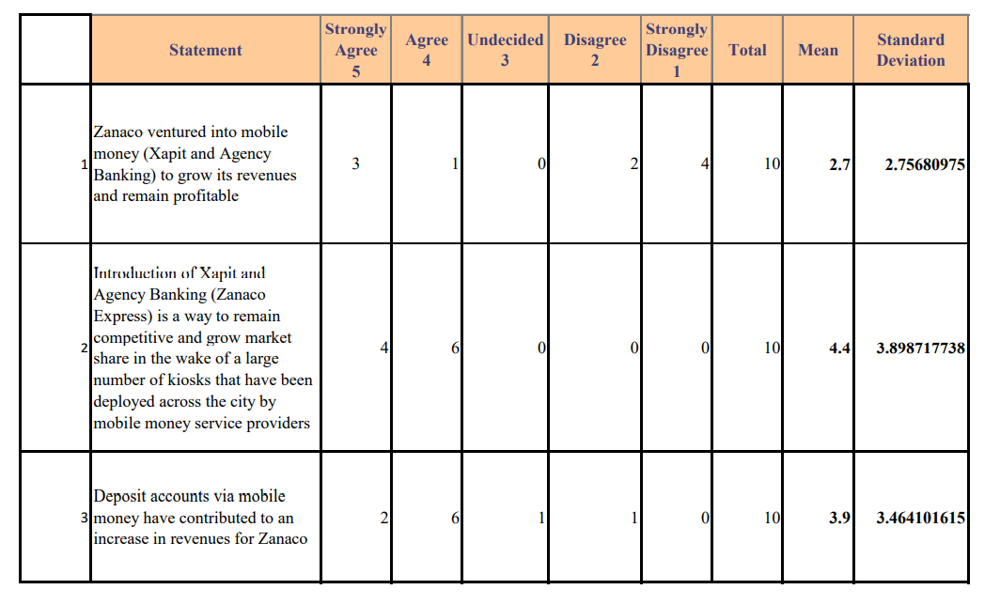 Statement Strongly Agree 5 Agree 4 Undecided 3 Disagree 2 Strongly Disagree 1 Total Mean Standard Deviation
1 Zanaco ventured into mobile
money (Xapit and Agency
Banking) to grow its revenues
and remain profitable
3 1 0 2 4 10 2.7 2.75680975
2 Introduction of Xapit and
Agency Banking (Zanaco
Express) is a way to remain
competitive and grow market
share in the wake of a large
number of kiosks that have been
deployed across the city by
mobile money service providers
4 6 0 0 0 10 4.4 3.898717738
3 Deposit accounts via mobile
money have contributed to an
increase in revenues for Zanaco
2 6 1 1 0 10 3.9 3.464101615